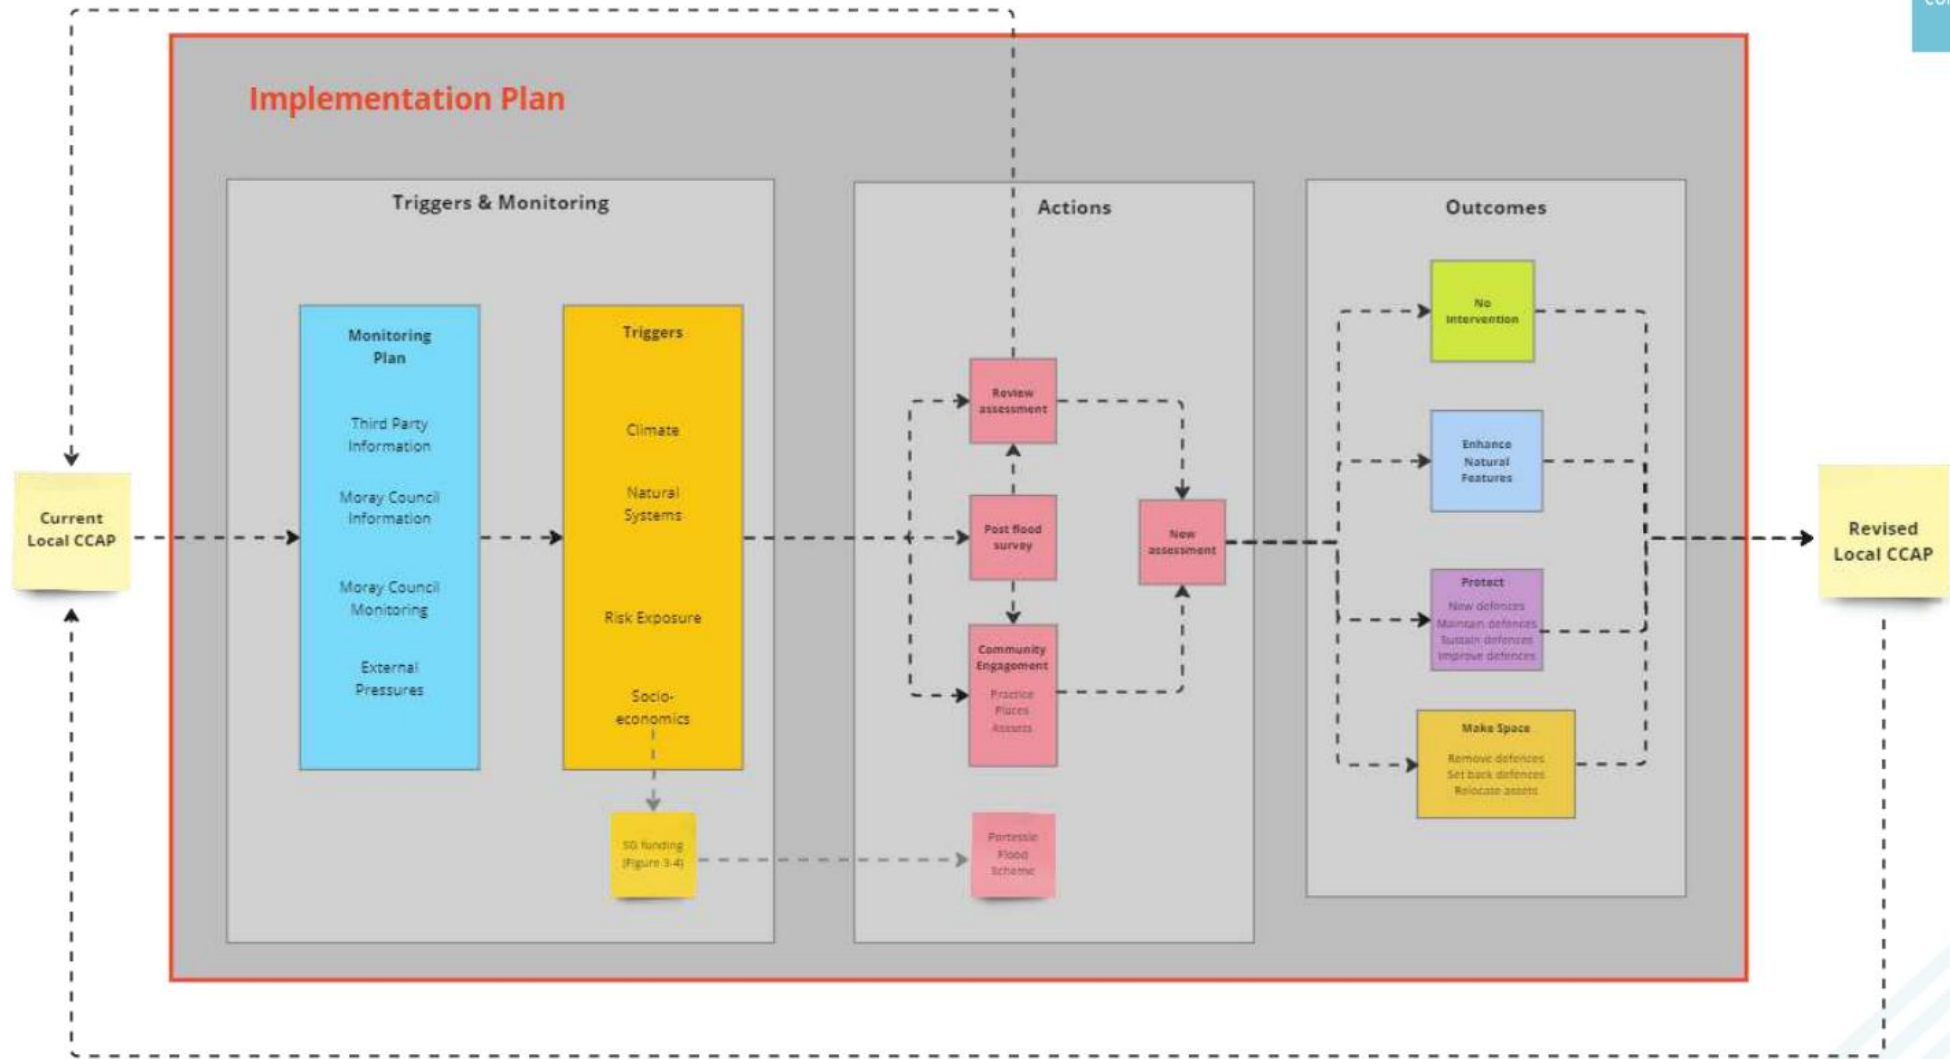 Implementation Plan
Triggers & Monitoring
Monitoring
Plan
Third Party
Information
Moray Council
Information
Moray Council
Monitoring
External
Pressures
Triggers
Climate
Natural
Systems
Risk Exposure
Socio-
economics
SG funding
(Figure 3-4)
Current
Local CCAP
Actions
Review
assessment
Post flood
survey
New
assessment
Community
Engagement
Practice
Places
Assets
Portessie
Flood
Scheme
Outcomes
No
Intervention
Enhance
Natural
Features
Protect
New defences
Maintain defences
Sustain defences
Improve defences
Make Space
Remove defences
Set back defences
Relocate assets
Revised
Local CCAP